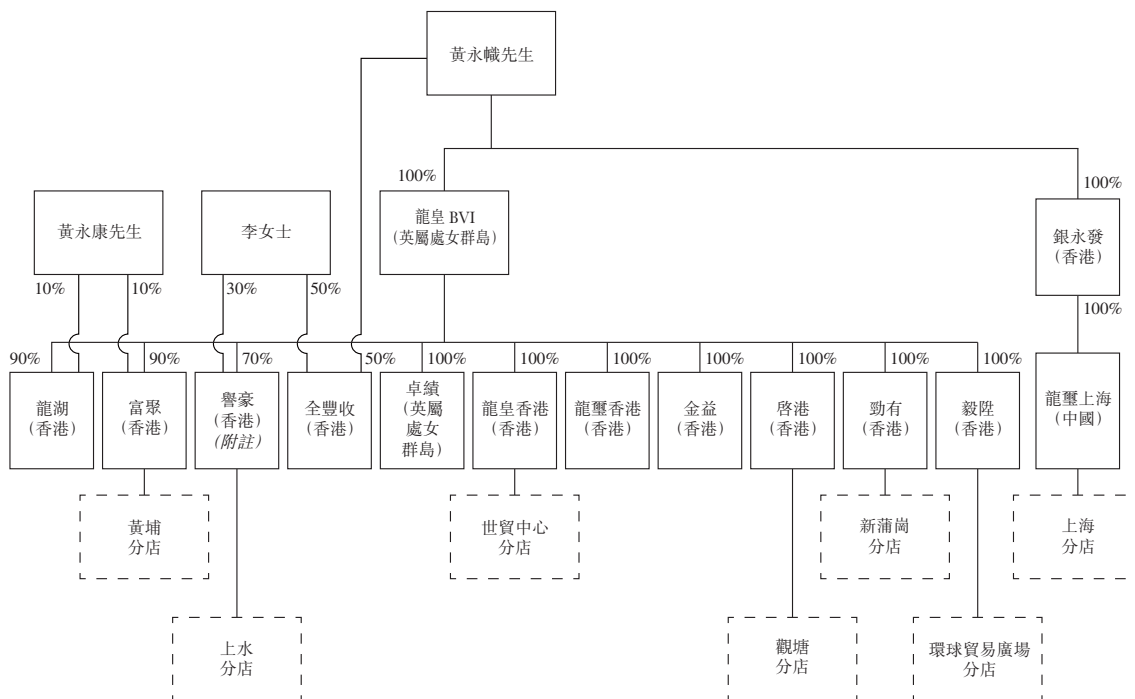 黃永幟先生
100%
100%
黃永康先生
李女士
龍皇 BVI
(英屬處女群島)
銀永發
(香港)
10%
10%
30%
50%
100%
90%
90%
70%
50%
100%
100%
100%
100%
100%
100%
100%
龍湖
(香港)
富聚
(香港)
譽豪
(香港)
(附註)
全豐收
(香港)
卓績
(英屬
處女
群島)
龍皇香港
(香港)
龍璽香港
(香港)
金益
(香港)
啓港
(香港)
勁有
(香港)
毅陞
(香港)
龍璽上海
(中國)
黃埔
分店
世貿中心
分店
新蒲崗
分店
上海
分店
上水
分店
觀塘
分店
環球貿易廣場
分店